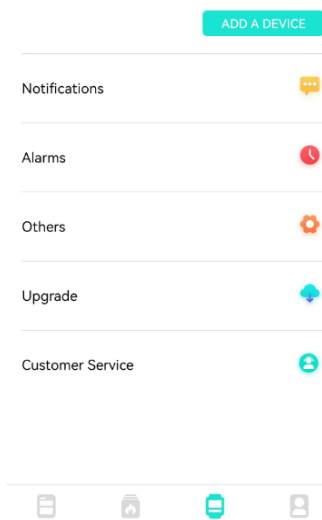 ADD A DEVICE
Notifications
Alarms
Others
Upgrade
Customer Service